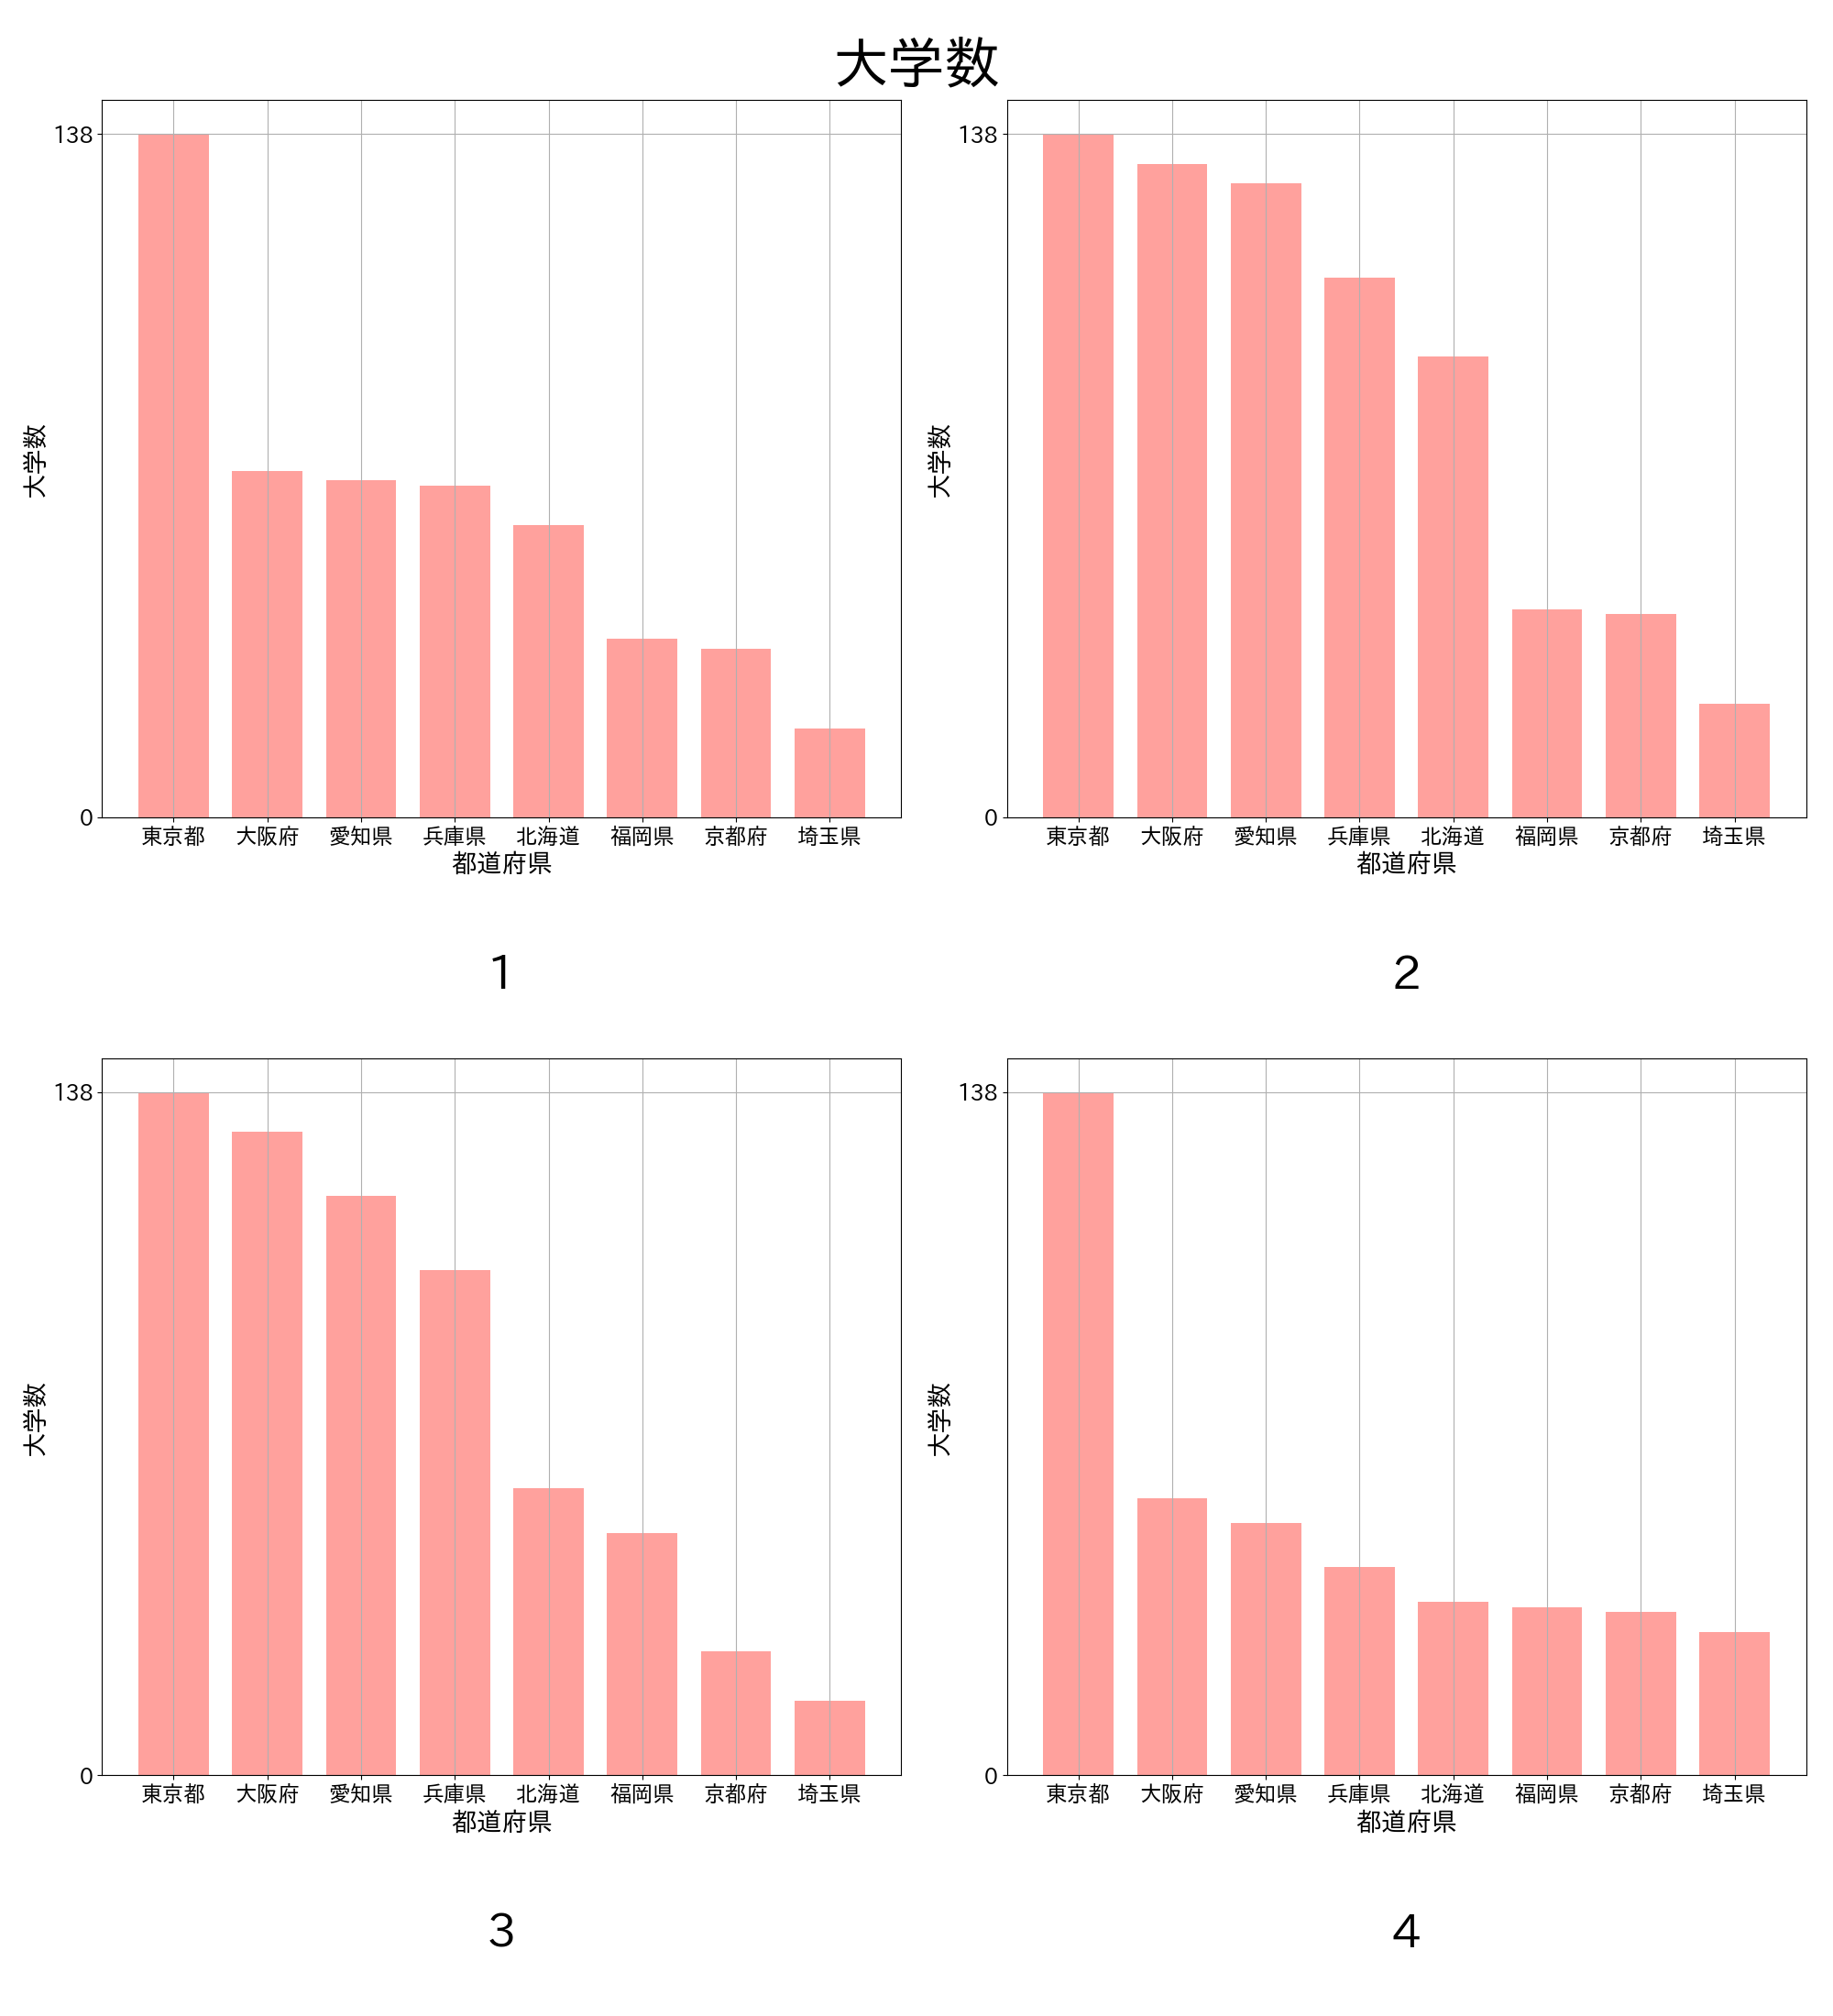 大学数
138
0
大学数
東京都 大阪府 愛知県 兵庫県 北海道 福岡県 京都府 埼玉県
都道府県
1
138
0
大学数
東京都 大阪府 愛知県 兵庫県 北海道 福岡県 京都府 埼玉県
都道府県
2
138
0
大学数
東京都 大阪府 愛知県 兵庫県 北海道 福岡県 京都府 埼玉県
都道府県
3
138
0
大学数
東京都 大阪府 愛知県 兵庫県 北海道 福岡県 京都府 埼玉県
都道府県
4